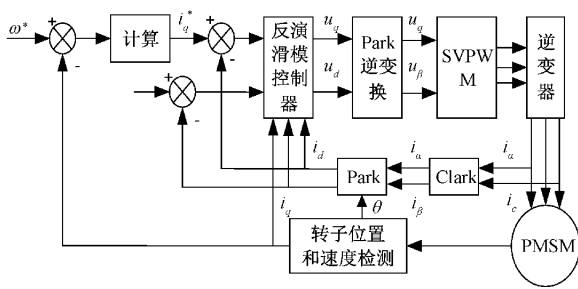 ω*
+
-
计算
i_q^*
+
-
+
-
反演
滑模
控制
器
u_q
u_d
Park
逆变
换
u_q
u_β
SVPW
M
逆
变
器
i_d
i_q
Park
i_α
i_β
Clark
i_a
i_c
θ
转子位置
和速度检测
PMSM